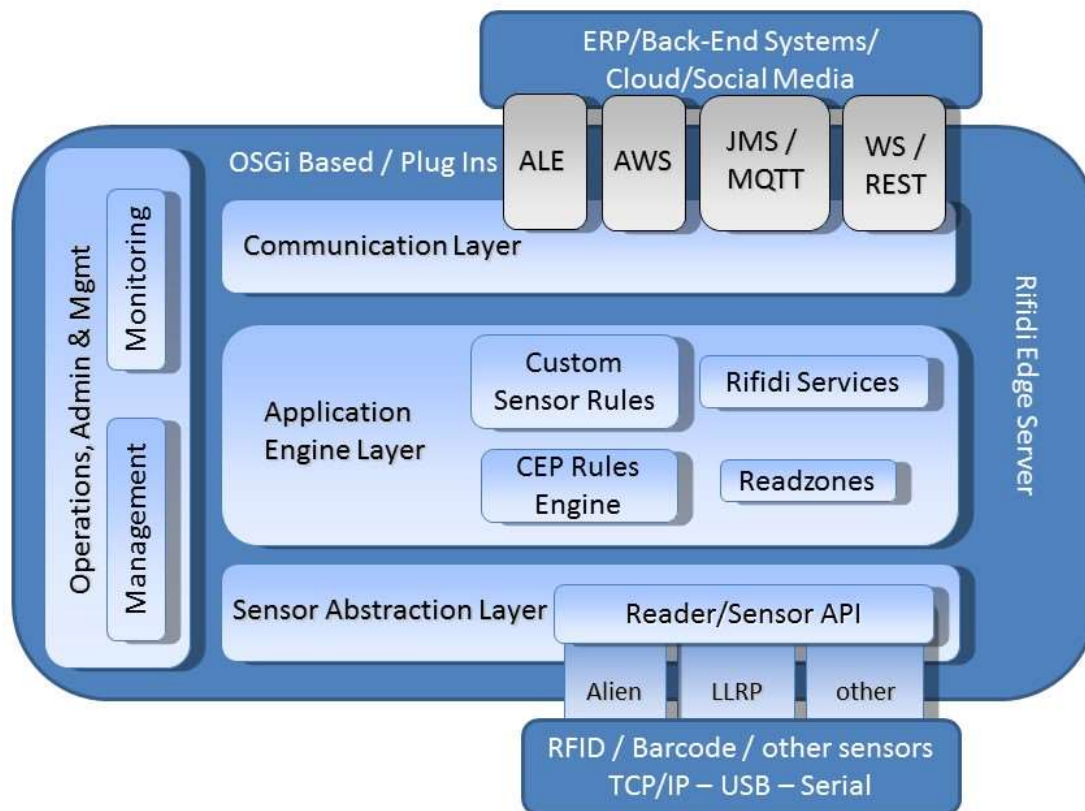 ERP/Back-End Systems/
Cloud/Social Media
OSGi Based / Plug Ins
ALE
AWS
JMS /
MQTT
WS /
REST
Communication Layer
Operations, Admin & Mgmt
Monitoring
Management
Application
Engine Layer
Custom
Sensor Rules
Rifidi Services
CEP Rules
Engine
Readzones
Rifidi Edge Server
Sensor Abstraction Layer
Reader/Sensor API
Alien
LLRP
other
RFID / Barcode / other sensors
TCP/IP – USB – Serial